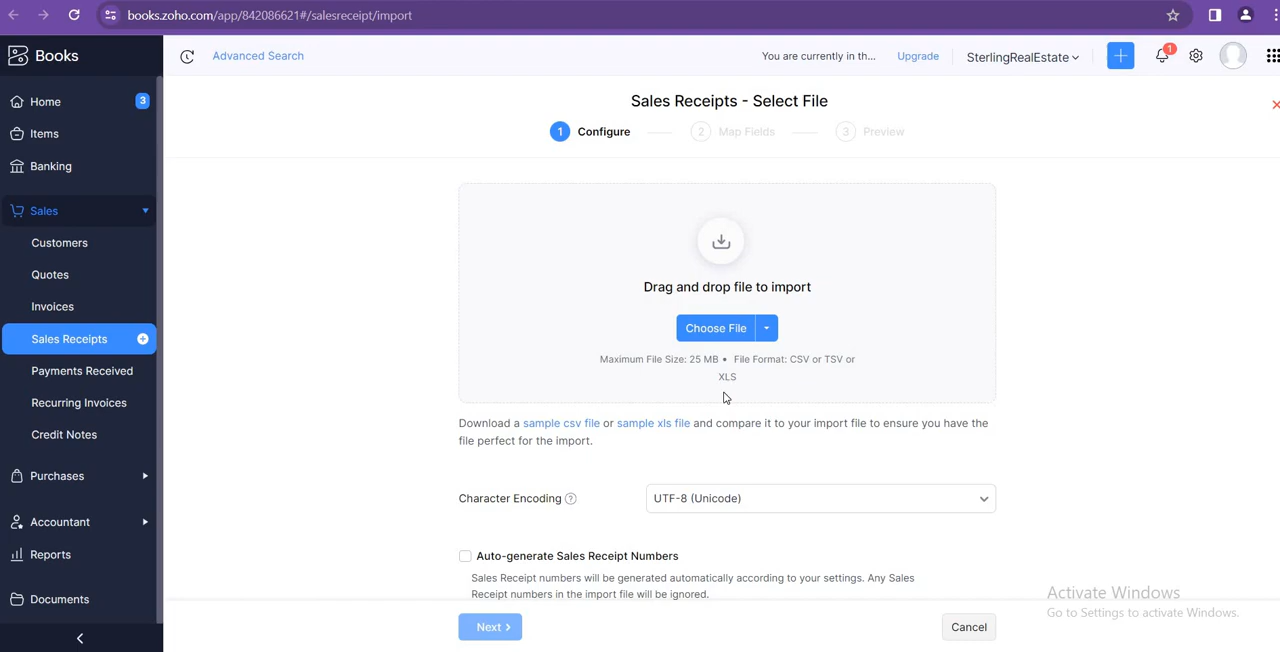 books.zoho.com/app/842086621#/salesreceipt/import
Books
Advanced Search
You are currently in th...
Upgrade
SterlingRealEstate
1
Home
3
Items
Banking
Sales
Customers
Quotes
Invoices
Sales Receipts
Payments Received
Recurring Invoices
Credit Notes
Purchases
Accountant
Reports
Documents
Sales Receipts - Select File
1 Configure
2 Map Fields
3 Preview
Drag and drop file to import
Choose File
Maximum File Size: 25 MB • File Format: CSV or TSV or
XLS
Download a sample csv file or sample xls file and compare it to your import file to ensure you have the
file perfect for the import.
Character Encoding ?
UTF-8 (Unicode)
Auto-generate Sales Receipt Numbers
Sales Receipt numbers will be generated automatically according to your settings. Any Sales
Receipt numbers in the import file will be ignored.
Next
Cancel
Activate Windows
Go to Settings to activate Windows.